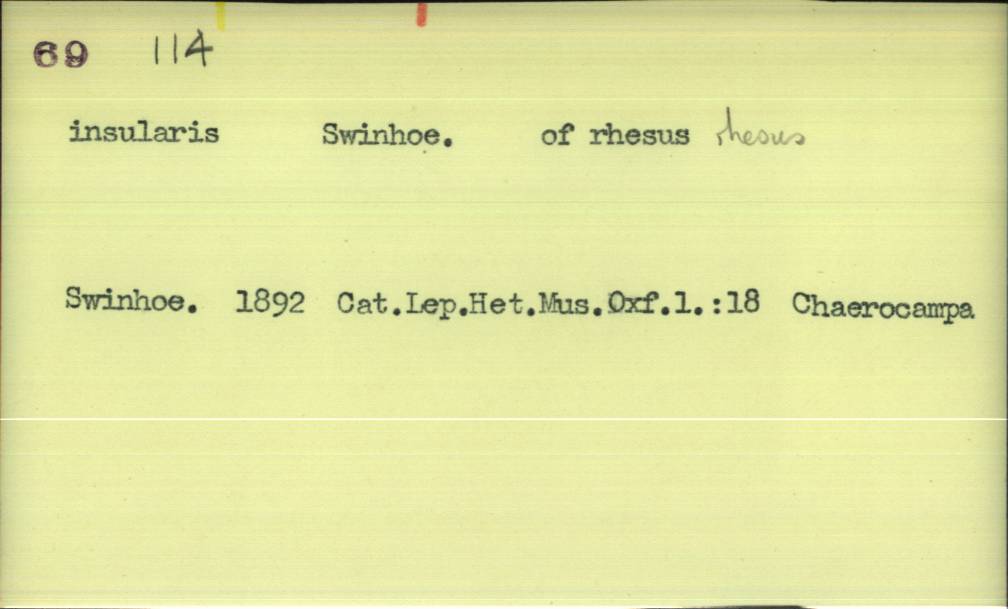 69 114
insularis Swinhoe. of rhesus rhesus
Swinhoe. 1892 Cat.Lep.Het.Mus.Oxf.1.:18 Chaerocampa